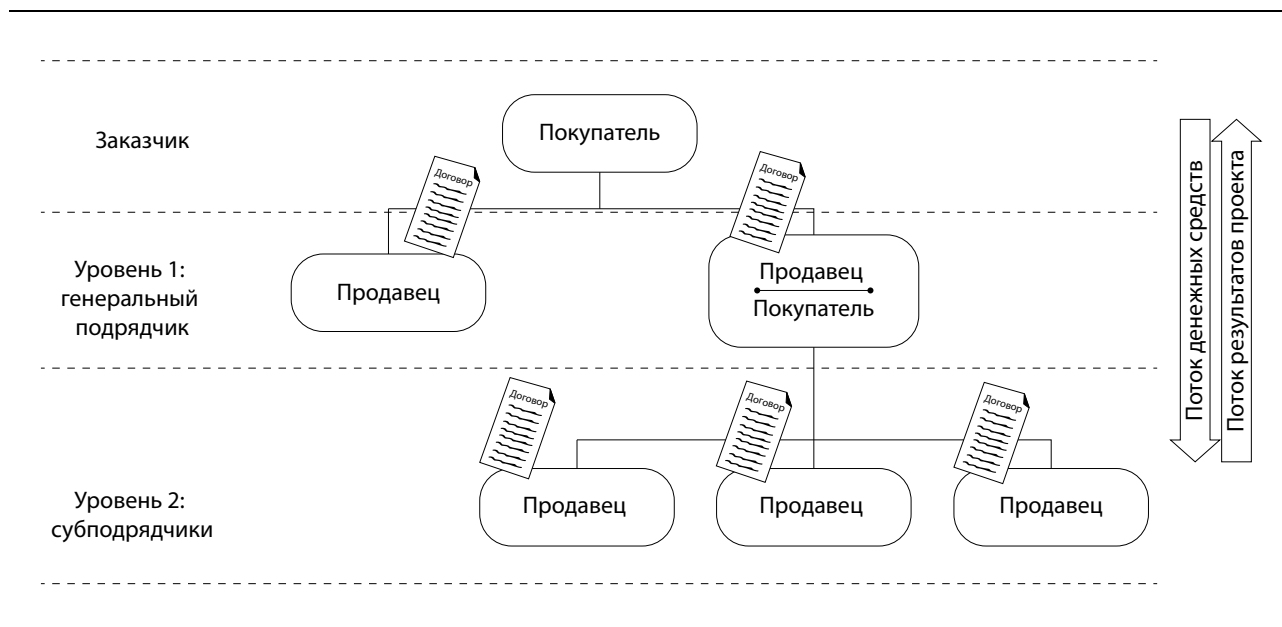 Заказчик
Покупатель
Договор
Договор
Уровень 1:
генеральный
подрядчик
Продавец
Продавец
Покупатель
Договор
Договор
Договор
Уровень 2:
субподрядчики
Продавец
Продавец
Продавец
Поток денежных средств
Поток результатов проекта